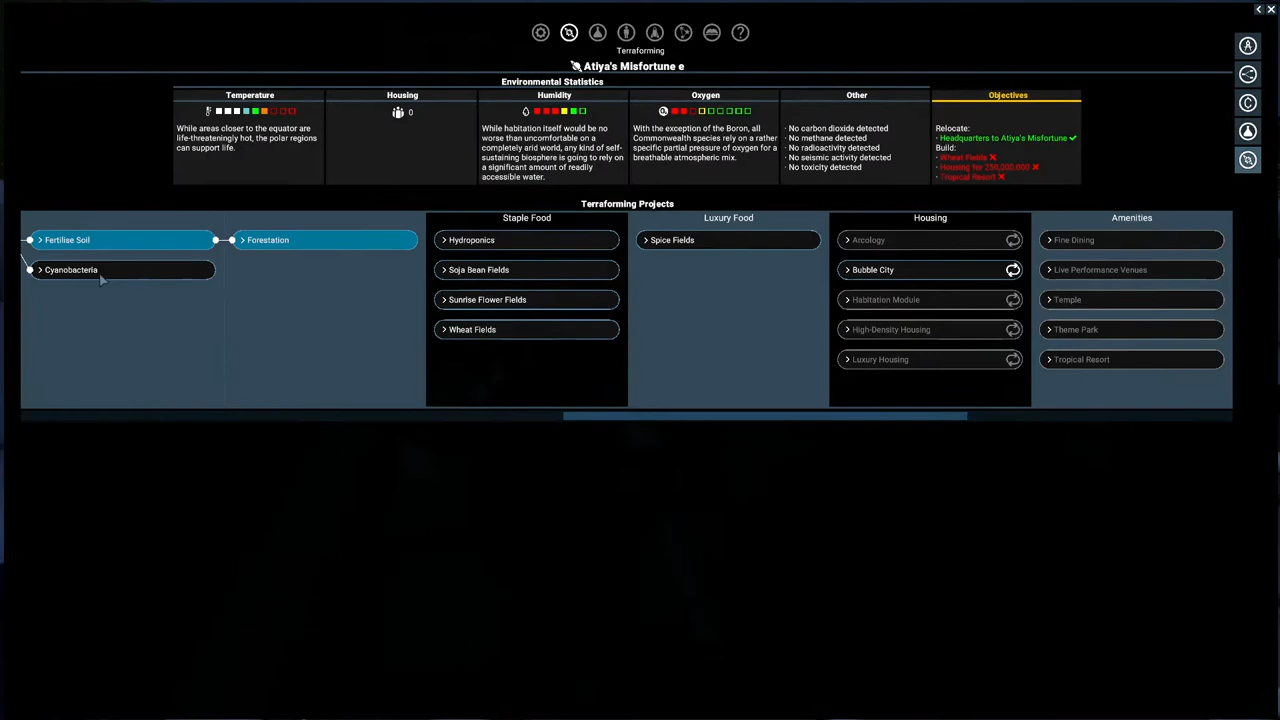 Terraforming
Atiya's Misfortune e
Environmental Statistics
Temperature
While areas closer to the equator are
life-threateningly hot, the polar regions
can support life.
Housing
0
Humidity
While habitation itself would be no
worse than uncomfortable on a
completely arid world, any kind of self-
sustaining biosphere is going to rely on
a significant amount of readily
accessible water.
Oxygen
With the exception of the Boron, all
Commonwealth species rely on a rather
specific partial pressure of oxygen for a
breathable atmospheric mix.
Other
· No carbon dioxide detected
· No methane detected
· No radioactivity detected
· No seismic activity detected
· No toxicity detected
Objectives
Relocate:
· Headquarters to Atiya's Misfortune ✓
Build:
· Wheat Fields ✗
· Housing for 250,000,000 ✗
· Tropical Resort ✗
Terraforming Projects
Fertilise Soil
Cyanobacteria
Forestation
Staple Food
Hydroponics
Soja Bean Fields
Sunrise Flower Fields
Wheat Fields
Luxury Food
Spice Fields
Housing
Arcology
Bubble City
Habitation Module
High-Density Housing
Luxury Housing
Amenities
Fine Dining
Live Performance Venues
Temple
Theme Park
Tropical Resort